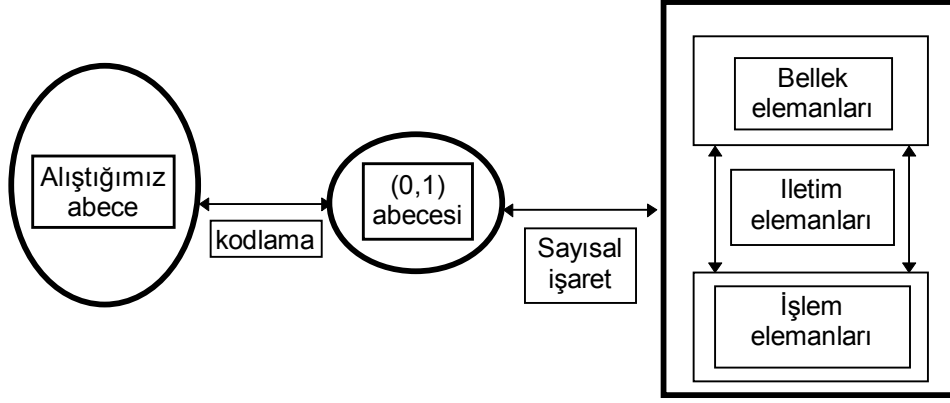 Alıştığımız
abece
kodlama
(0,1)
abecesi
Sayısal
işaret
Bellek
elemanları
Iletim
elemanları
İşlem
elemanları